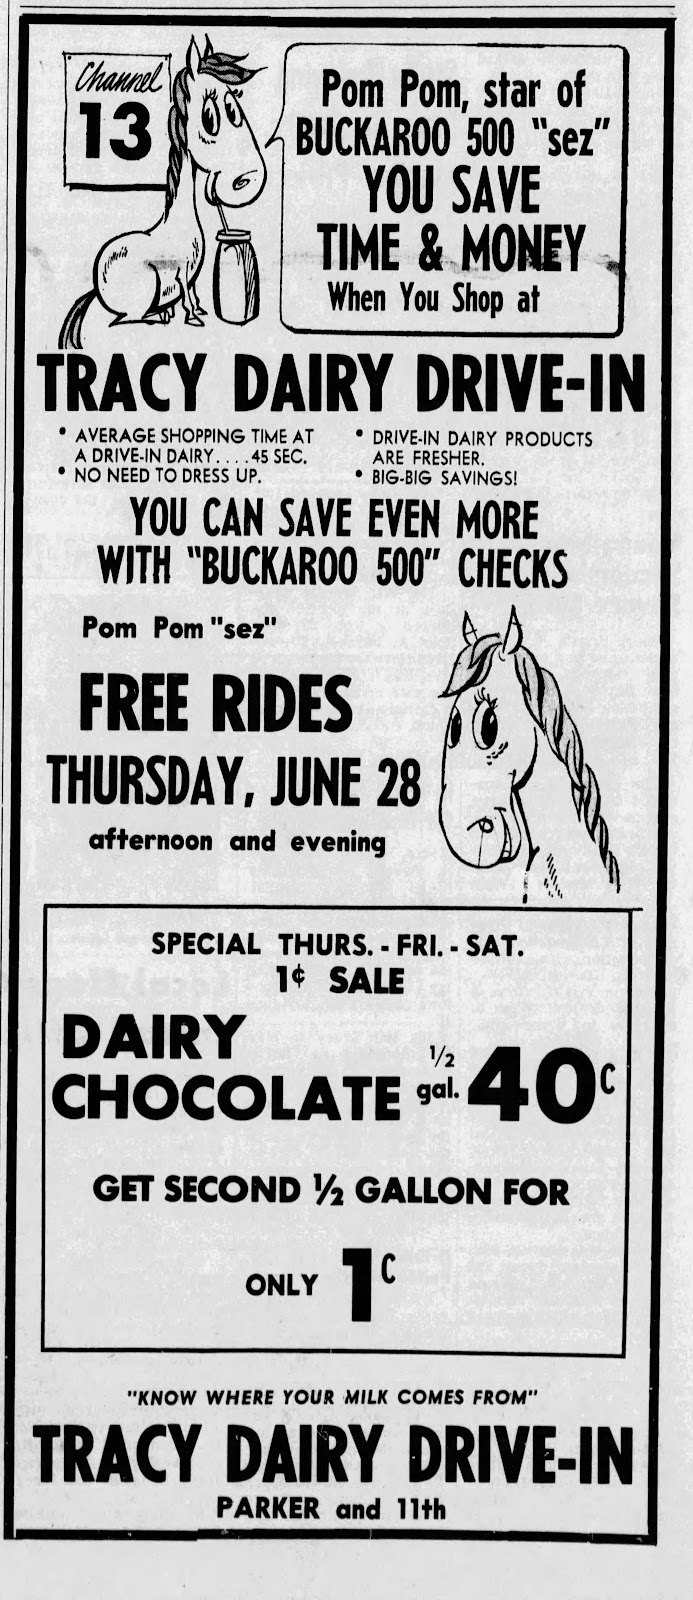 Channel
13
Pom Pom, star of
BUCKAROO 500 "sez"
YOU SAVE
TIME & MONEY
When You Shop at
TRACY DAIRY DRIVE-IN
• AVERAGE SHOPPING TIME AT
A DRIVE-IN DAIRY....45 SEC.
• NO NEED TO DRESS UP.
• DRIVE-IN DAIRY PRODUCTS
ARE FRESHER.
• BIG-BIG SAVINGS!
YOU CAN SAVE EVEN MORE
WITH "BUCKAROO 500" CHECKS
Pom Pom "sez"
FREE RIDES
THURSDAY, JUNE 28
afternoon and evening
SPECIAL THURS. - FRI. - SAT.
1¢ SALE
DAIRY
CHOCOLATE ½ gal. 40c
GET SECOND ½ GALLON FOR
ONLY 1c
"KNOW WHERE YOUR MILK COMES FROM"
TRACY DAIRY DRIVE-IN
PARKER and 11th